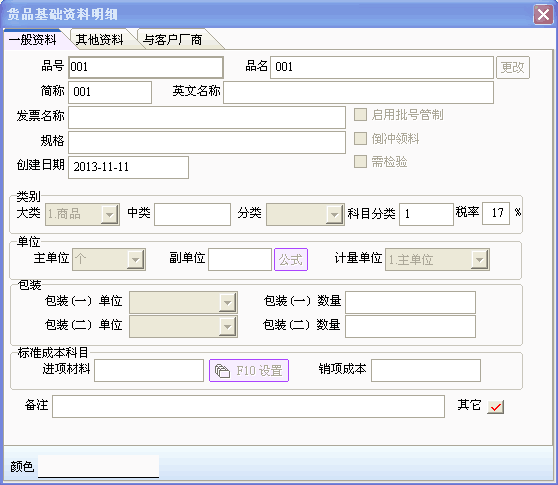 货品基础资料明细
一般资料 其他资料 与客户厂商
品号 001 品名 001 更改
简称 001 英文名称
发票名称 启用批号管制
规格 倒冲领料
创建日期 2013-11-11 需检验
类别
大类 1.商品 中类 分类 科目分类 1 税率 17 %
单位
主单位 个 副单位 公式 计量单位 1.主单位
包装
包装(一)单位 包装(一)数量
包装(二)单位 包装(二)数量
标准成本科目
进项材料 F10 设置 销项成本
备注 其它
颜色